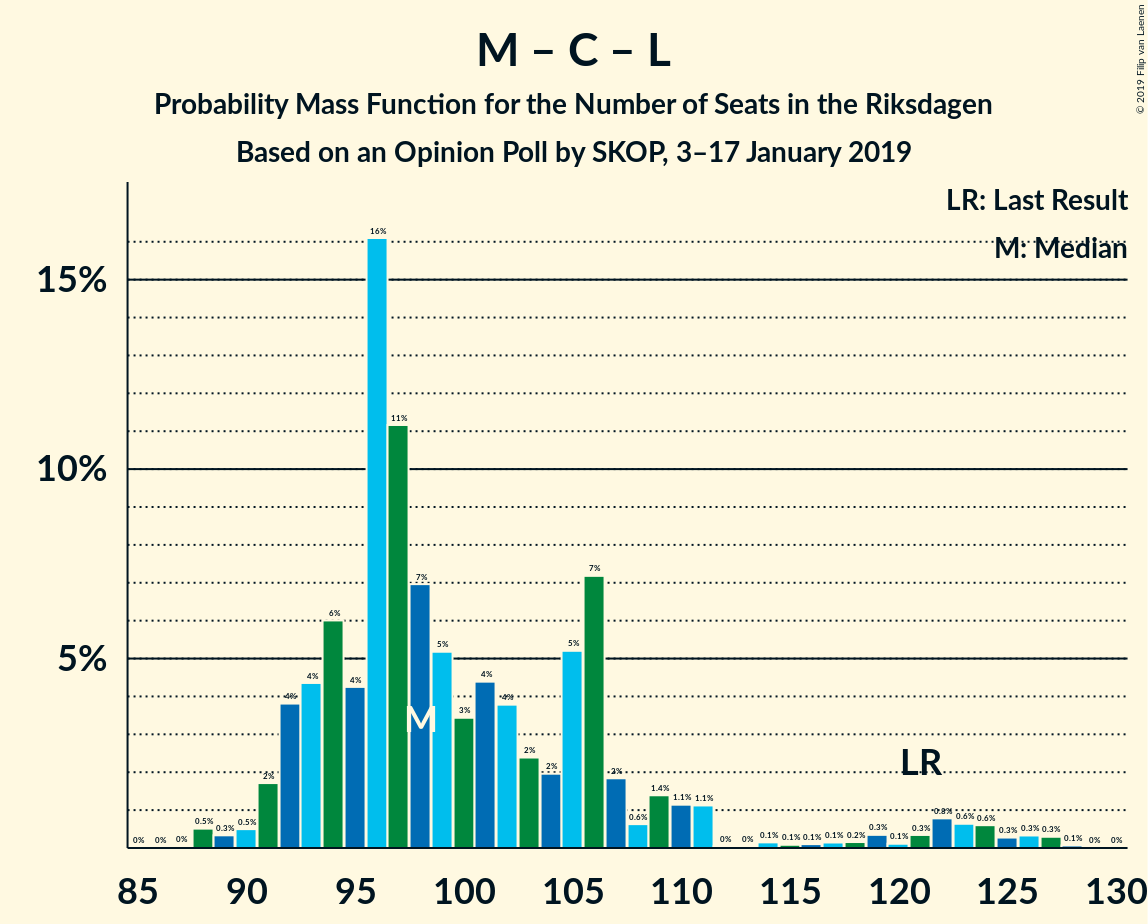 M – C – L
Probability Mass Function for the Number of Seats in the Riksdagen
Based on an Opinion Poll by SKOP, 3–17 January 2019
© 2019 Filip van Laenen
LR: Last Result
M: Median
15%
10%
5%
0% 0% 0% 0.5% 0.3% 0.5% 2% 4% 4% 6% 4% 16% 11% 7% 5% 3% 4% 4% 2% 2% 5% 7% 2% 0.6% 1.4% 1.1% 1.1% 0% 0% 0.1% 0.1% 0.1% 0.1% 0.2% 0.3% 0.1% 0.3% 0.8% 0.6% 0.6% 0.3% 0.3% 0.3% 0.1% 0% 0%
M
LR
85 90 95 100 105 110 115 120 125 130